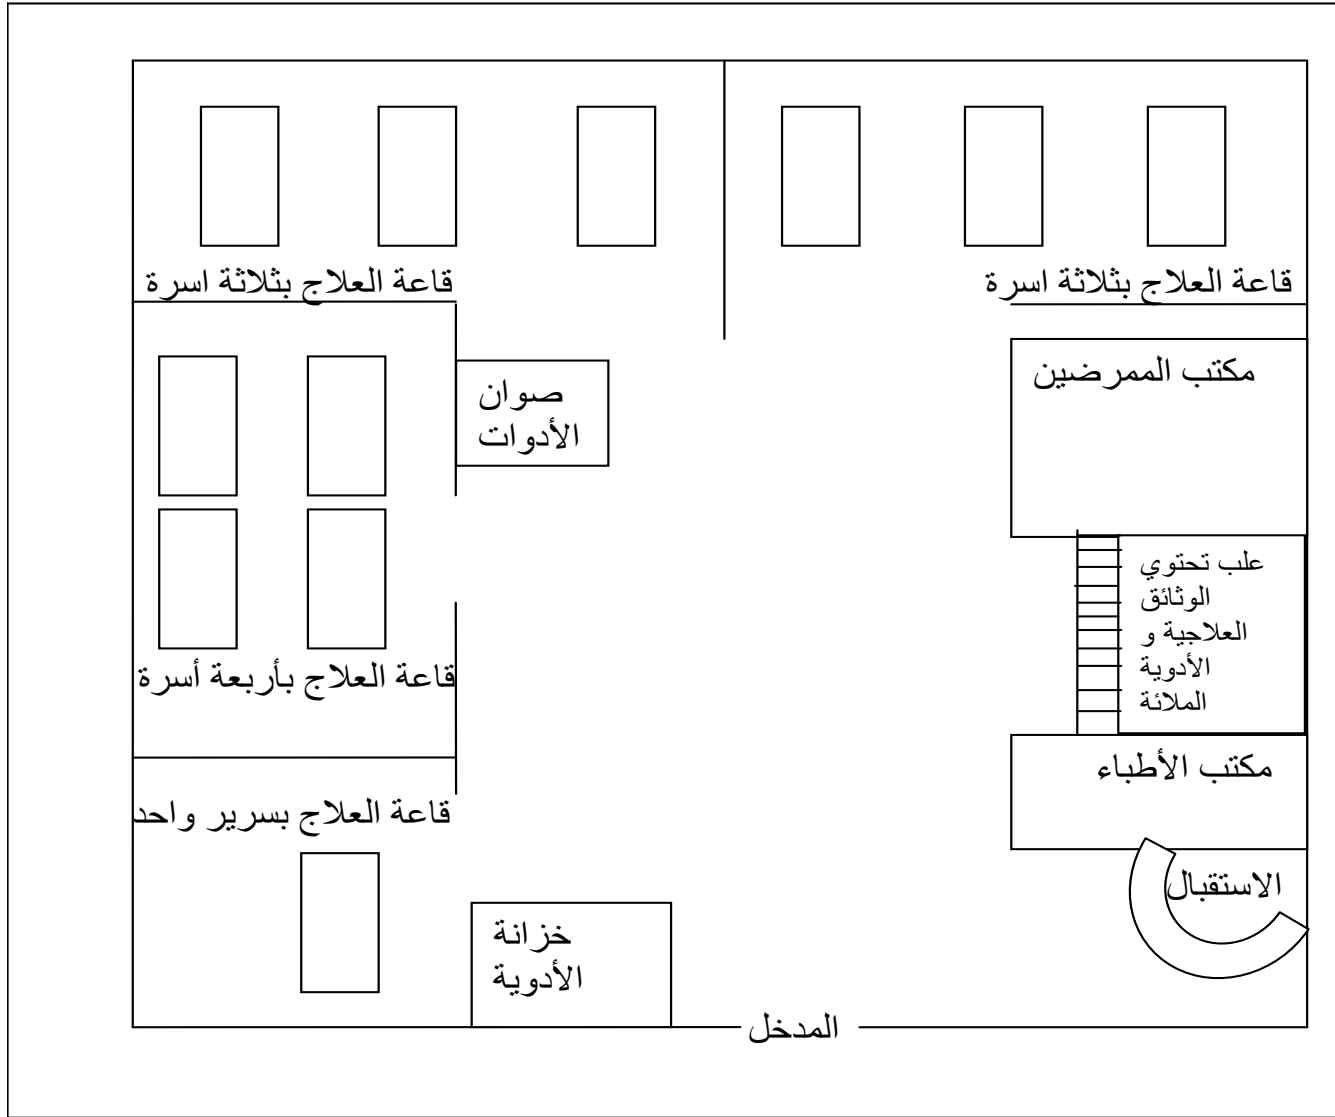 قاعة العلاج بثلاثة اسرة
قاعة العلاج بثلاثة اسرة
مكتب الممرضين
صوان
الأدوات
علب تحتوي
الوثائق
العلاجية و
الأدوية
الملائة
قاعة العلاج بأربعة أسرة
مكتب الأطباء
قاعة العلاج بسرير واحد
الاستقبال
خزانة
الأدوية
المدخل